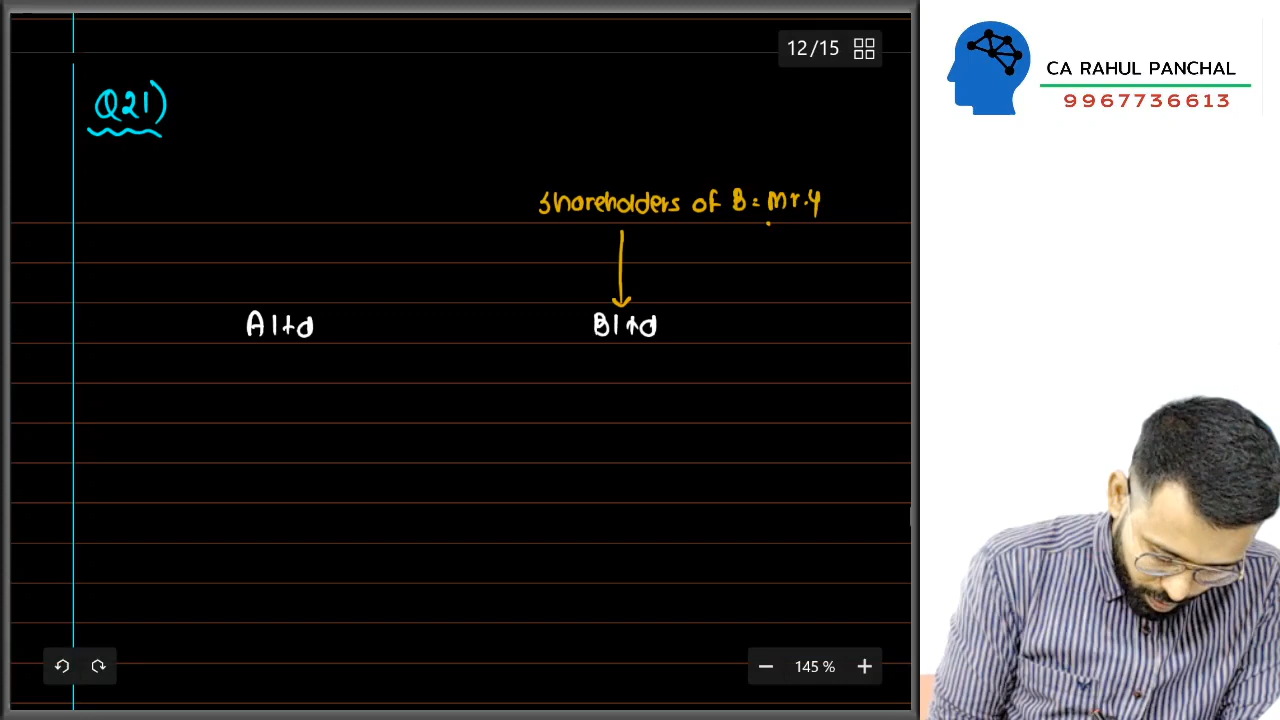 12/15
CA RAHUL PANCHAL
9967736613
Q21)
Shareholders of B = Mr. Y
A ltd
B ltd
145 %